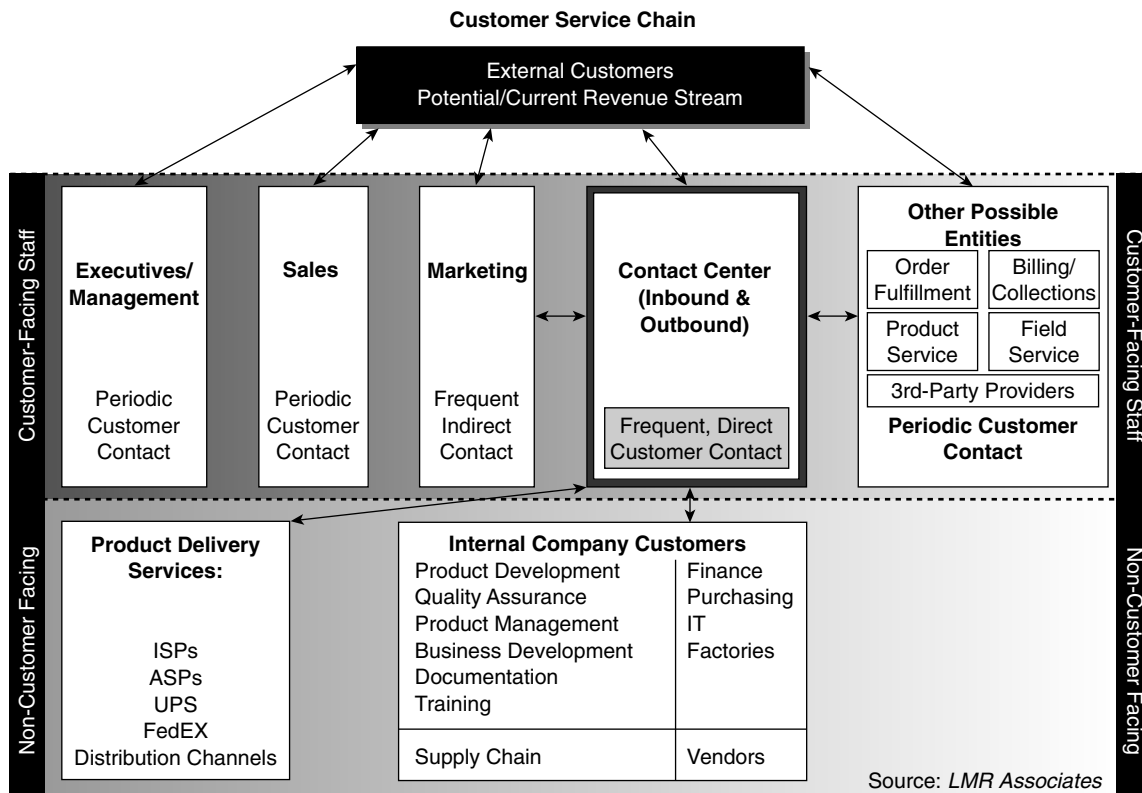 Customer Service Chain
External Customers
Potential/Current Revenue Stream
Customer-Facing Staff
Executives/
Management
Periodic
Customer
Contact
Sales
Periodic
Customer
Contact
Marketing
Frequent
Indirect
Contact
Contact Center
(Inbound &
Outbound)
Frequent, Direct
Customer Contact
Other Possible
Entities
Order
Fulfillment
Billing/
Collections
Product
Service
Field
Service
3rd-Party Providers
Periodic Customer
Contact
Customer-Facing Staff
Non-Customer Facing
Product Delivery
Services:
ISPs
ASPs
UPS
FedEX
Distribution Channels
Internal Company Customers
Product Development
Quality Assurance
Product Management
Business Development
Documentation
Training
Finance
Purchasing
IT
Factories
Supply Chain
Vendors
Non-Customer Facing
Source: LMR Associates